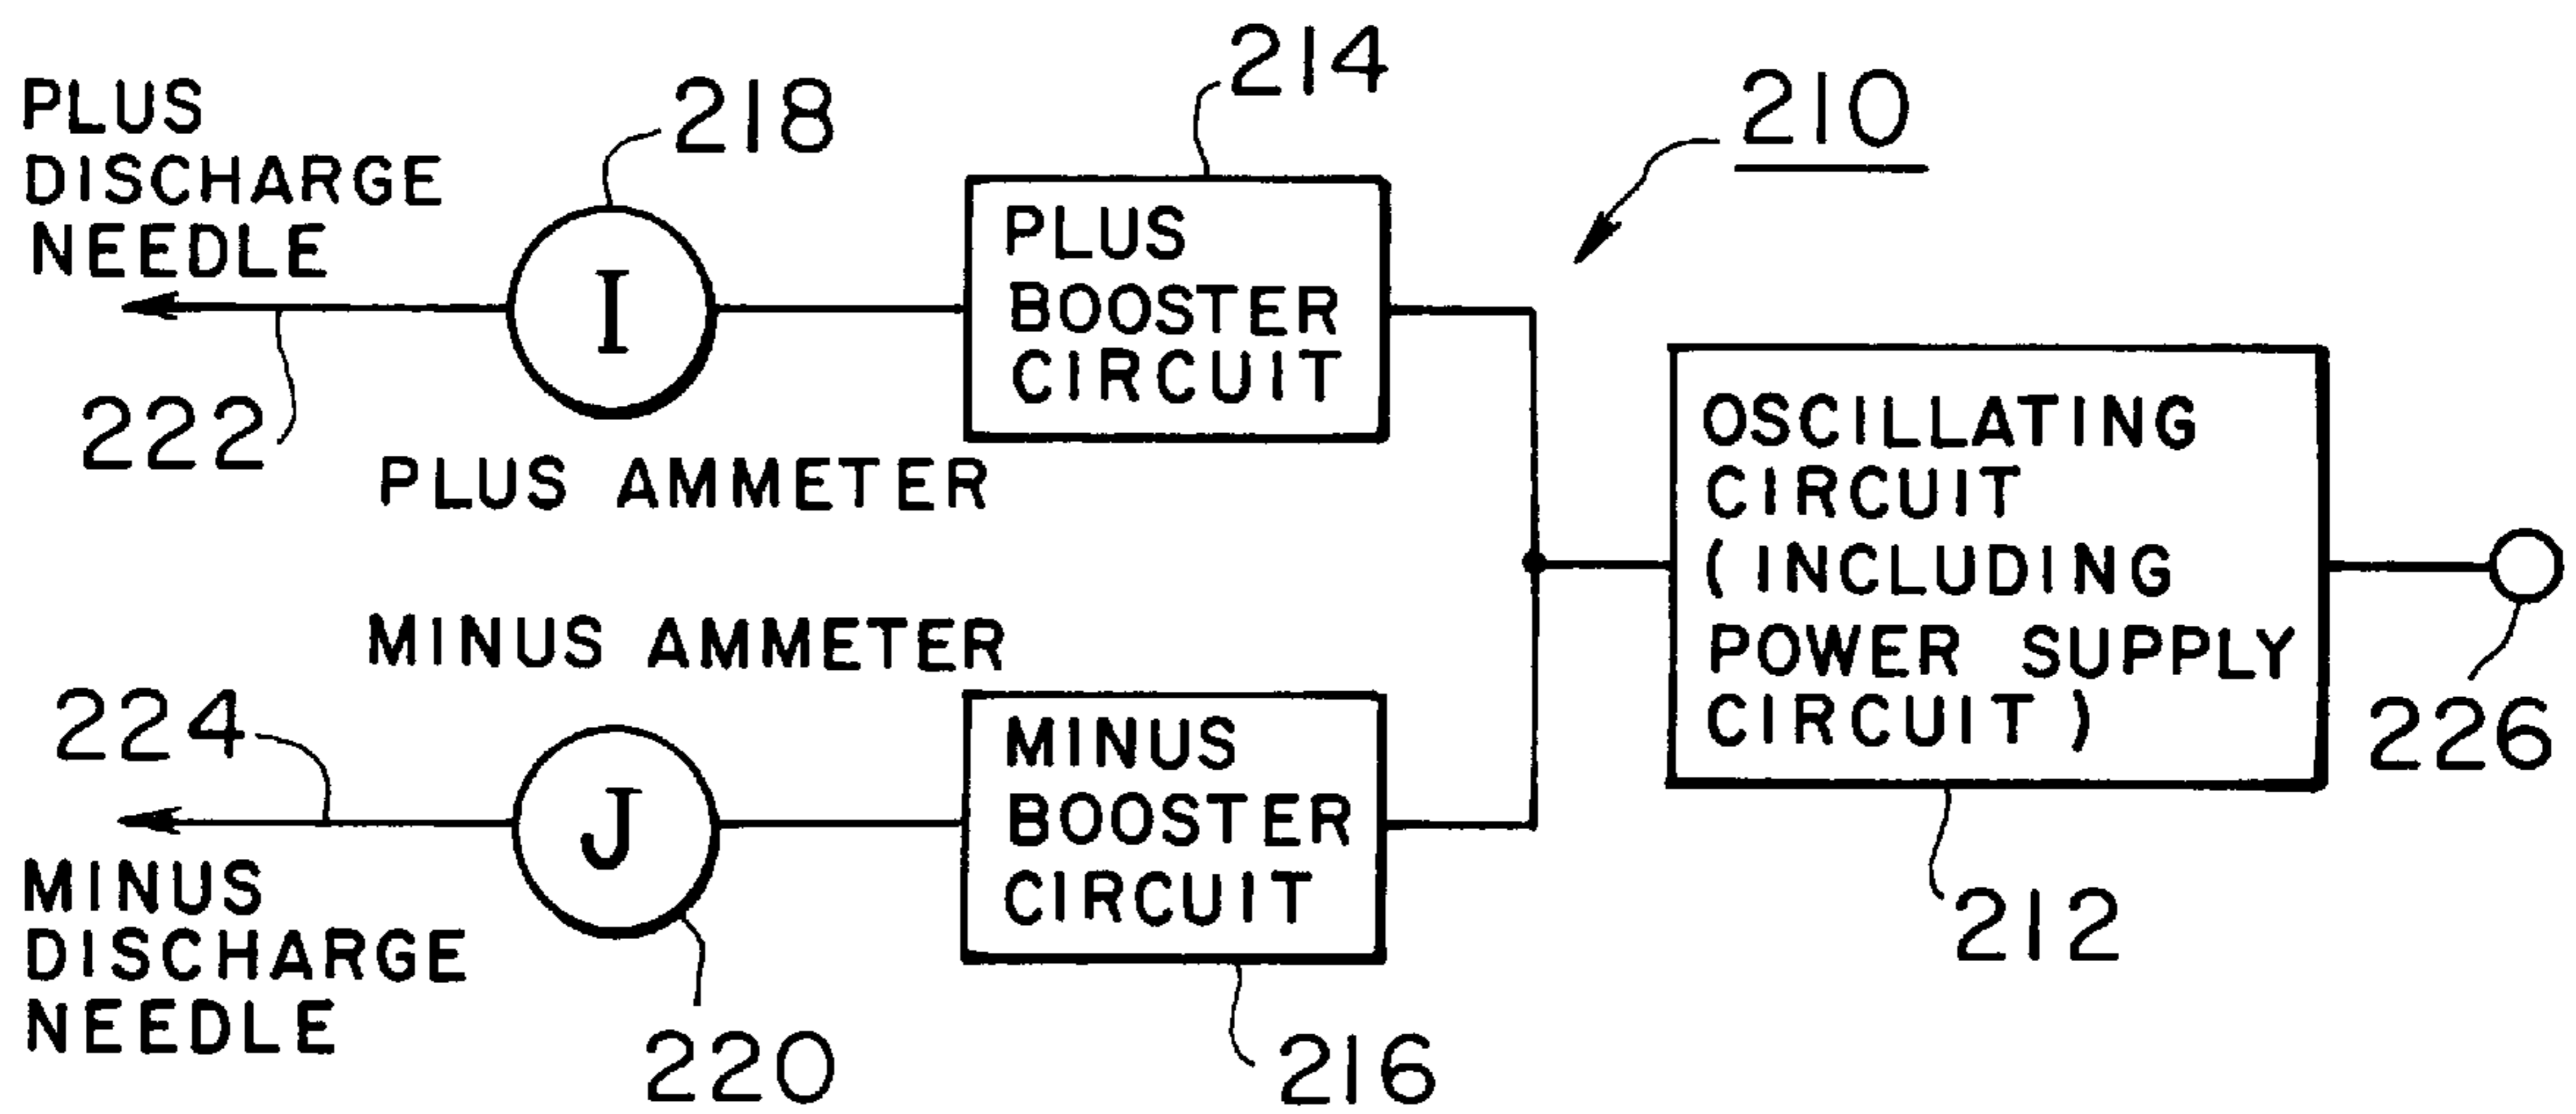 214
210
218
PLUS
DISCHARGE
NEEDLE
I
PLUS
BOOSTER
CIRCUIT
222
PLUS AMMETER
OSCILLATING
CIRCUIT
(INCLUDING
POWER SUPPLY
CIRCUIT)
226
212
MINUS AMMETER
224
J
MINUS
BOOSTER
CIRCUIT
MINUS
DISCHARGE
NEEDLE
220
216